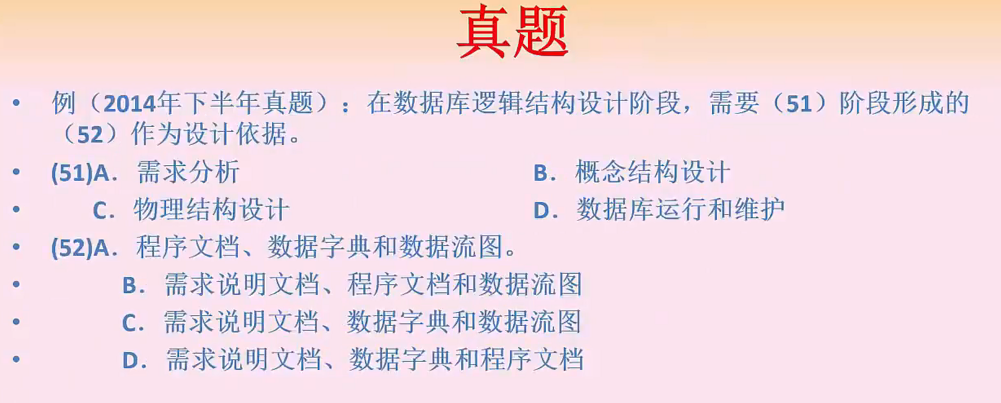 真题
• 例（2014年下半年真题）：在数据库逻辑结构设计阶段，需要（51）阶段形成的
（52）作为设计依据。
• (51)A．需求分析 B．概念结构设计
• C．物理结构设计 D．数据库运行和维护
• (52)A．程序文档、数据字典和数据流图。
• B．需求说明文档、程序文档和数据流图
• C．需求说明文档、数据字典和数据流图
• D．需求说明文档、数据字典和程序文档